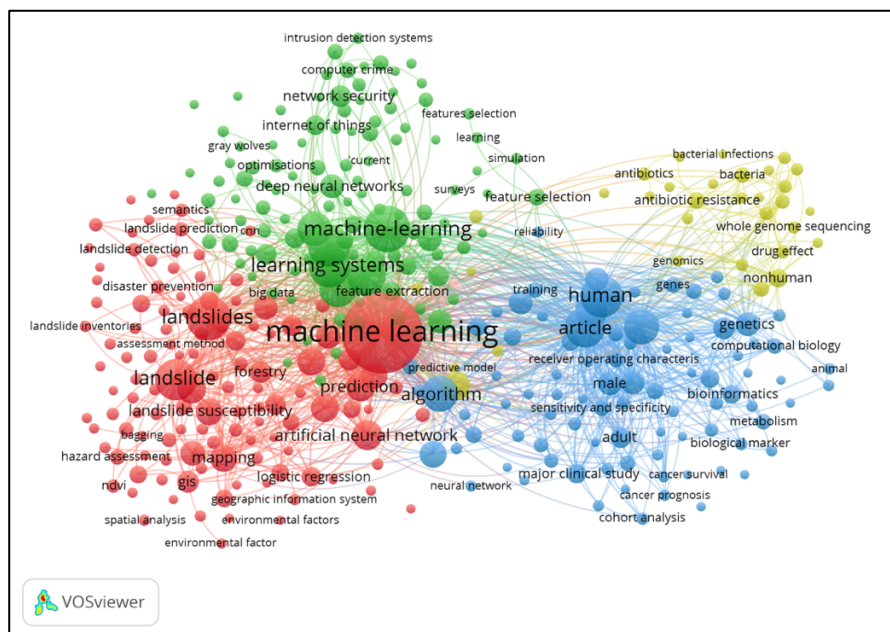 intrusion detection systems
computer crime
network security
features selection
internet of things
learning
gray wolves
current
simulation
bacterial infections
optimisations
antibiotics
bacteria
deep neural networks
surveys
feature selection
antibiotic resistance
semantics
landslide prediction
cnn
machine-learning
reliability
whole genome sequencing
landslide detection
drug effect
learning systems
genomics
nonhuman
disaster prevention
big data
feature extraction
training
human
genes
landslides
landslide inventories
machine learning
article
genetics
assessment method
computational biology
receiver operating characteris
forestry
predictive model
animal
landslide
prediction
algorithm
male
bioinformatics
landslide susceptibility
sensitivity and specificity
metabolism
bagging
artificial neural network
adult
biological marker
hazard assessment
mapping
ndvi
gis
logistic regression
neural network
major clinical study
cancer survival
geographic information system
cancer prognosis
spatial analysis
environmental factors
cohort analysis
environmental factor
VOSviewer